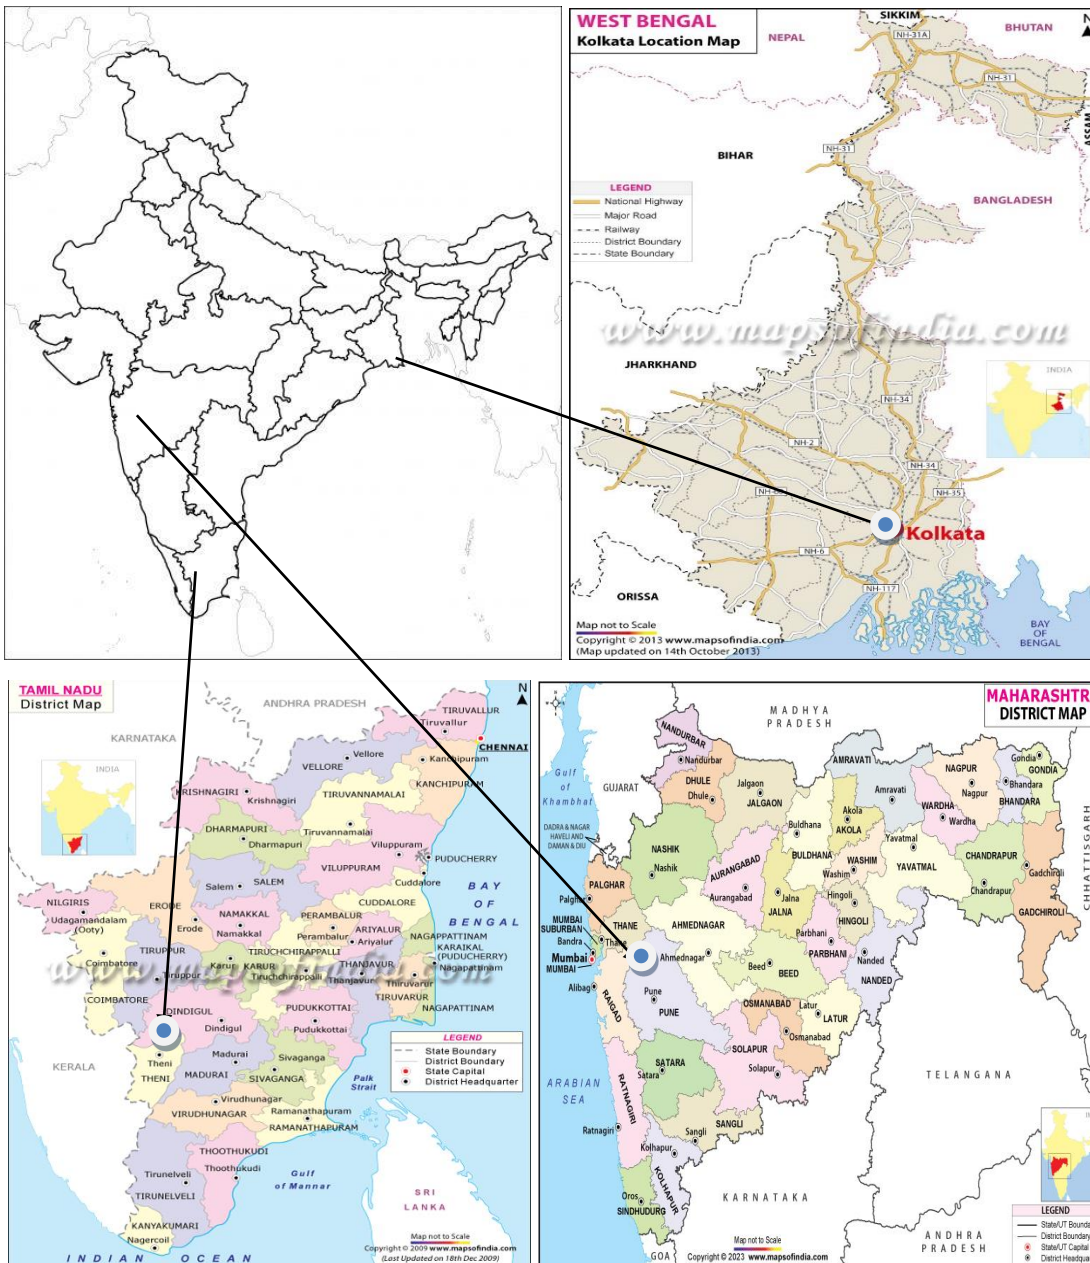 WEST BENGAL
Kolkata Location Map
N
SIKKIM
NEPAL
BHUTAN
NH-31A
NH-31
ASSAM
NH-31
BIHAR
BANGLADESH
LEGEND
National Highway
Major Road
Railway
District Boundary
State Boundary
www.mapsofindia.com
JHARKHAND
INDIA
NH-34
NH-2
NH-34
NH-35
Kolkata
NH-6
NH-117
ORISSA
BAY
OF
BENGAL
Map not to Scale
Copyright © 2013 www.mapsofindia.com
(Map updated on 14th October 2013)
TAMIL NADU
District Map
N
ANDHRA PRADESH
KARNATAKA
INDIA
TIRUVALLUR
Tiruvallur
CHENNAI
Vellore
VELLORE
Kanchipuram
KANCHIPURAM
KRISHNAGIRI
Krishnagiri
TIRUVANNAMALAI
Tiruvannamalai
DHARMAPURI
Dharmapuri
Viluppuram
VILUPPURAM
PUDUCHERRY
Cuddalore
CUDDALORE
Salem
SALEM
NILGIRIS
Udagamandalam
(Ooty)
ERODE
Erode
NAMAKKAL
Namakkal
PERAMBALUR
Perambalur
ARIYALUR
Ariyalur
NAGAPPATTINAM
KARAIKAL
(PUDUCHERRY)
Nagapattinam
BAY
OF
BENGAL
TIRUPPUR
Tiruppur
Coimbatore
COIMBATORE
Karur
KARUR
TIRUCHCHIRAPPALLI
Tiruchchirappalli
THANJAVUR
Thanjavur
Thiruvarur
TIRUVARUR
NAGAPATTINAM
www.mapsofindia.com
DINDIGUL
Dindigul
PUDUKKOTTAI
Pudukkottai
KERALA
Theni
THENI
Madurai
MADURAI
Sivaganga
SIVAGANGA
Palk
Strait
LEGEND
State Boundary
District Boundary
State Capital
District Headquarter
Virudhunagar
VIRUDHUNAGAR
Ramanathapuram
RAMANATHAPURAM
THOOTHUKUDI
Thoothukudi
Tirunelveli
TIRUNELVELI
Gulf
of Mannar
KANYAKUMARI
Nagercoil
SRI
LANKA
INDIAN OCEAN
Map not to Scale
Copyright © 2009 www.mapsofindia.com
(Last Updated on 18th Dec 2009)
MAHARASHTR
DISTRICT MAP
N
MADHYA
PRADESH
Gulf
of
Khambhat
GUJARAT
DADRA & NAGAR
HAVELI AND
DAMAN & DIU
NANDURBAR
Nandurbar
DHULE
Dhule
Jalgaon
JALGAON
AMRAVATI
Amravati
NAGPUR
Nagpur
Gondia
GONDIA
Bhandara
BHANDARA
WARDHA
Wardha
Akola
AKOLA
Buldhana
BULDHANA
WASHIM
Washim
Yavatmal
YAVATMAL
CHANDRAPUR
Chandrapur
Gadchiroli
GADCHIROLI
CHHATTISGARH
NASHIK
Nashik
AURANGABAD
Aurangabad
Jalna
JALNA
Hingoli
HINGOLI
Parbhani
PARBHANI
Nanded
NANDED
PALGHAR
Palghar
THANE
Thane
MUMBAI
SUBURBAN
Bandra
Mumbai
MUMBAI
AHMEDNAGAR
Ahmednagar
Beed
BEED
Alibag
RAIGAD
Pune
PUNE
OSMANABAD
Osmanabad
Latur
LATUR
SATARA
Satara
SOLAPUR
Solapur
ARABIAN
SEA
RATNAGIRI
Ratnagiri
Sangli
SANGLI
Kolhapur
KOLHAPUR
Oros
SINDHUDURG
GOA
KARNATAKA
TELANGANA
ANDHRA
PRADESH
Map not to Scale
Copyright © 2023 www.mapsofindia.com
LEGEND
State/UT Bounda
District Boundary
State/UT Capital
District Headqua